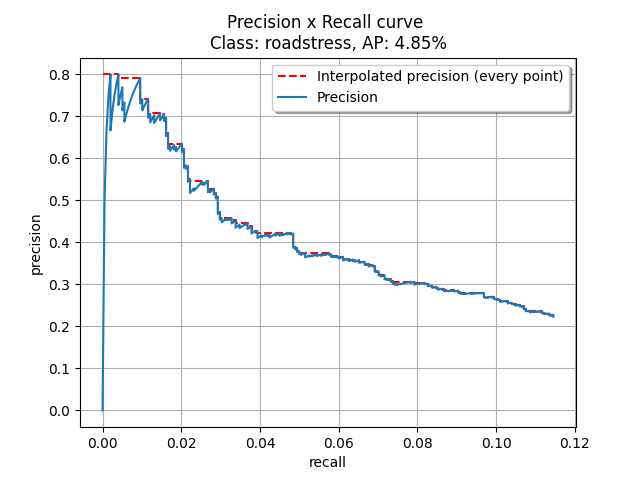 Precision x Recall curve
Class: roadstress, AP: 4.85%
Interpolated precision (every point)
Precision
0.8
0.7
0.6
0.5
0.4
0.3
0.2
0.1
0.0
precision
0.00 0.02 0.04 0.06 0.08 0.10 0.12
recall